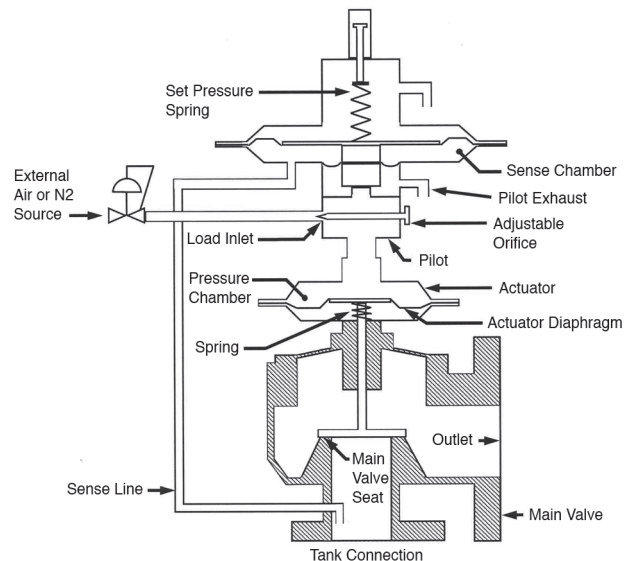 Set Pressure
Spring
Sense Chamber
External
Air or N2
Source
Pilot Exhaust
Load Inlet
Adjustable
Orifice
Pilot
Pressure
Chamber
Actuator
Actuator Diaphragm
Spring
Outlet
Main
Valve
Seat
Sense Line
Main Valve
Tank Connection